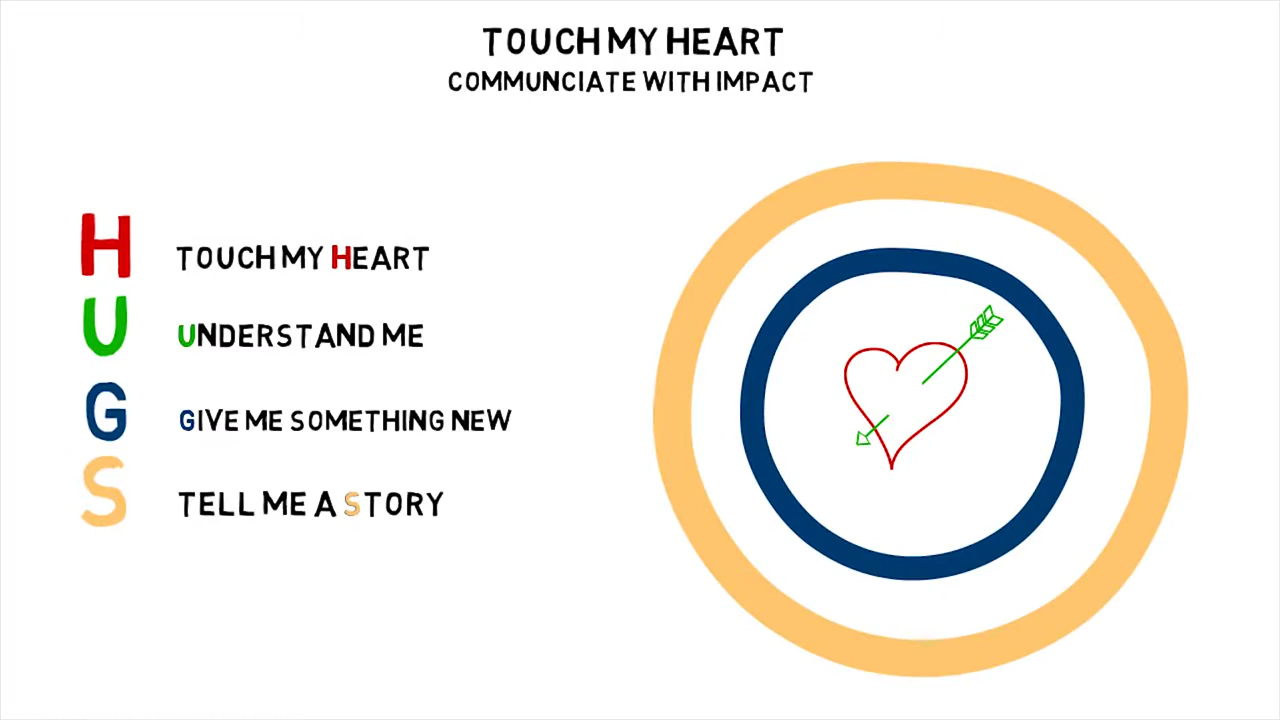 TOUCH MY HEART
COMMUNCIATE WITH IMPACT
H TOUCH MY HEART
U UNDERSTAND ME
G GIVE ME SOMETHING NEW
S TELL ME A STORY